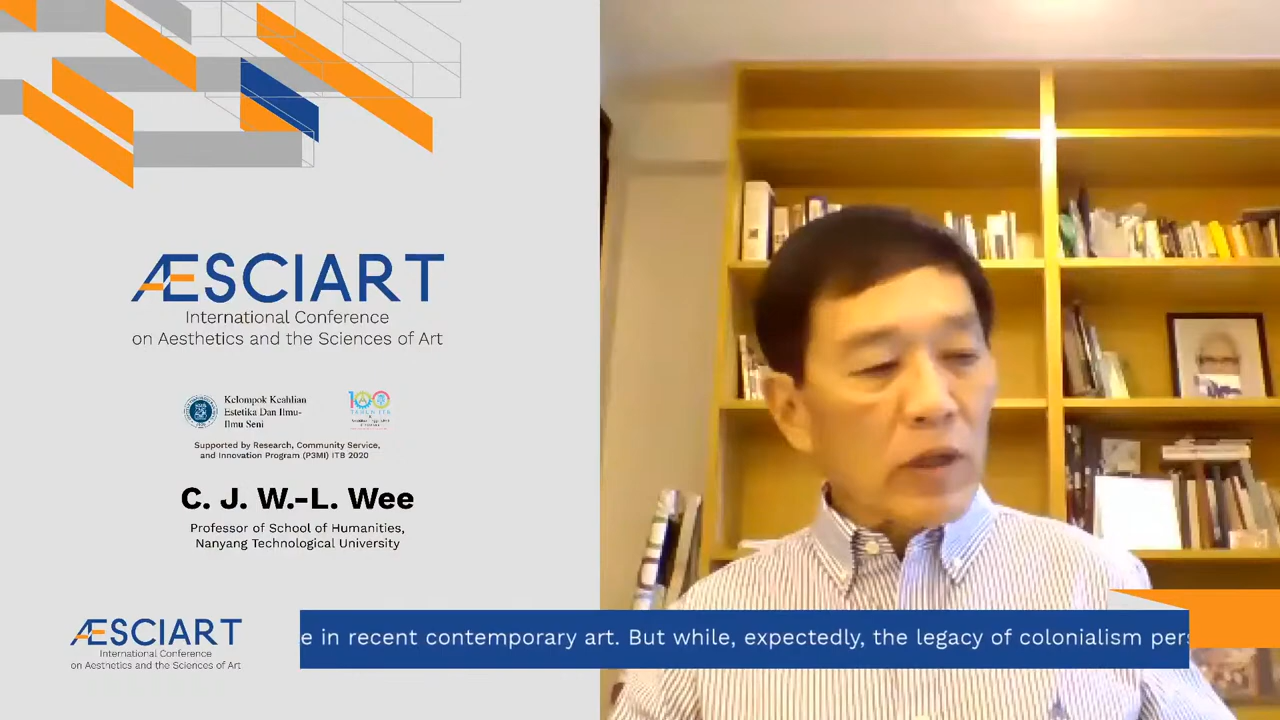 ÆSCIART
International Conference
on Aesthetics and the Sciences of Art
Kelompok Keahlian
Estetika Dan Ilmu-
Ilmu Seni
100
Supported by Research, Community Service,
and Innovation Program (P3MI) ITB 2020
C. J. W.-L. Wee
Professor of School of Humanities,
Nanyang Technological University
ÆSCIART
International Conference
on Aesthetics and the Sciences of Art
e in recent contemporary art. But while, expectedly, the legacy of colonialism pers